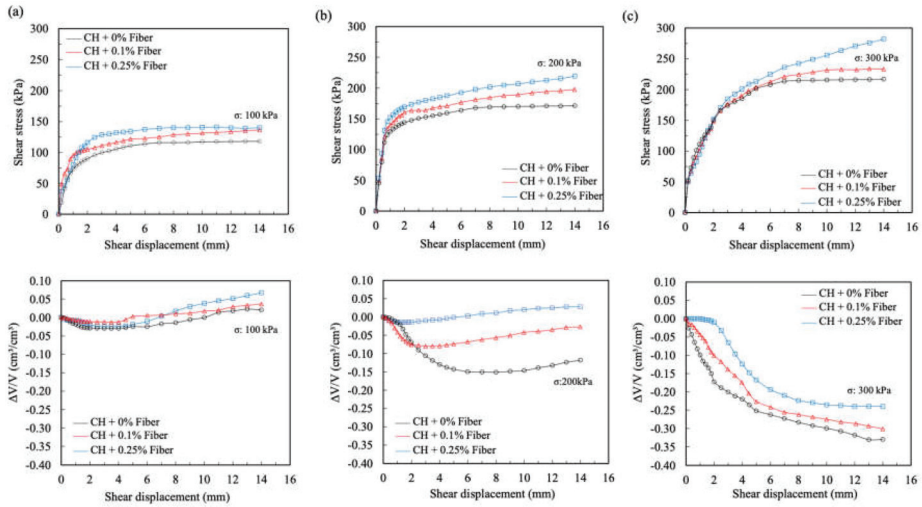 (a)
300
250
200
150
100
50
0
Shear stress (kPa)
CH + 0% Fiber
CH + 0.1% Fiber
CH + 0.25% Fiber
σ: 100 kPa
0 2 4 6 8 10 12 14 16
Shear displacement (mm)
(b)
300
250
200
150
100
50
0
Shear stress (kPa)
σ: 200 kPa
CH + 0% Fiber
CH + 0.1% Fiber
CH + 0.25% Fiber
0 2 4 6 8 10 12 14 16
Shear displacement (mm)
(c)
300
250
200
150
100
50
0
Shear stress (kPa)
σ: 300 kPa
CH + 0% Fiber
CH + 0.1% Fiber
CH + 0.25% Fiber
0 2 4 6 8 10 12 14 16
Shear displacement (mm)
0.10
0.05
0.00
-0.05
-0.10
-0.15
-0.20
-0.25
-0.30
-0.35
-0.40
ΔV/V (cm³/cm³)
σ: 100 kPa
CH + 0% Fiber
CH + 0.1% Fiber
CH + 0.25% Fiber
0 2 4 6 8 10 12 14 16
Shear displacement (mm)
0.10
0.05
0.00
-0.05
-0.10
-0.15
-0.20
-0.25
-0.30
-0.35
-0.40
ΔV/V (cm³/cm³)
σ:200kPa
CH + 0% Fiber
CH + 0.1% Fiber
CH + 0.25% Fiber
0 2 4 6 8 10 12 14 16
Shear displacement (mm)
0.10
0.05
0.00
-0.05
-0.10
-0.15
-0.20
-0.25
-0.30
-0.35
-0.40
ΔV/V (cm³/cm³)
CH + 0% Fiber
CH + 0.1% Fiber
CH + 0.25% Fiber
σ: 300 kPa
0 2 4 6 8 10 12 14 16
Shear displacement (mm)